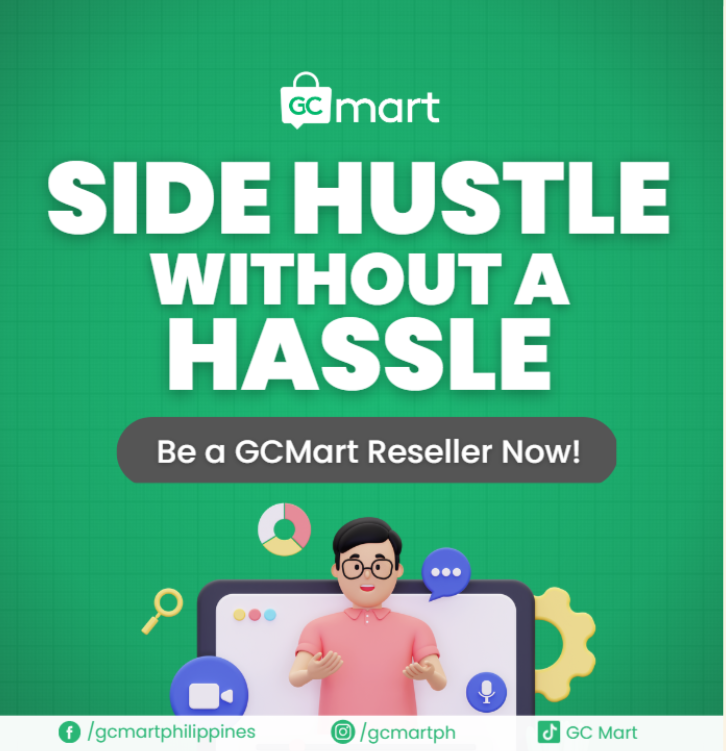 GC mart
SIDE HUSTLE
WITHOUT A
HASSLE
Be a GCMart Reseller Now!
/gcmartphilippines /gcmartph GC Mart